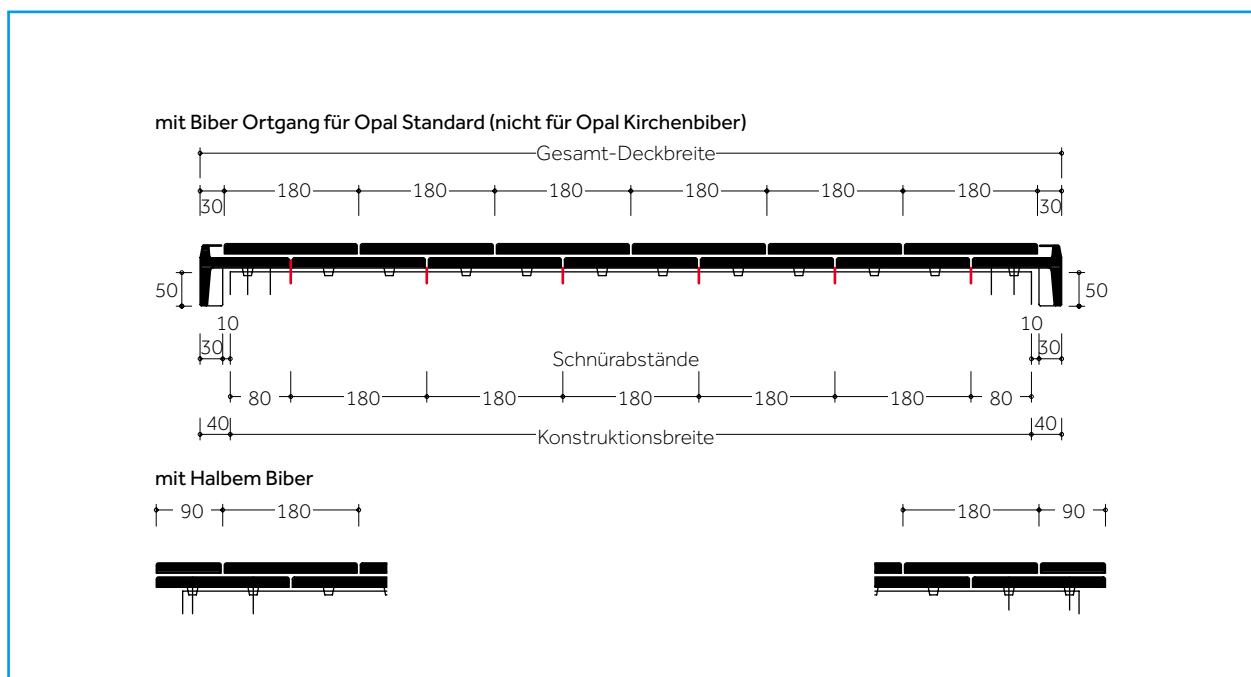 mit Biber Ortgang für Opal Standard (nicht für Opal Kirchenbiber)
Gesamt-Deckbreite
30 180 180 180 180 180 180 30
50 50
10 10
30 Schnürabstände 30
80 180 180 180 180 180 80
40 Konstruktionsbreite 40
mit Halbem Biber
90 180 180 90